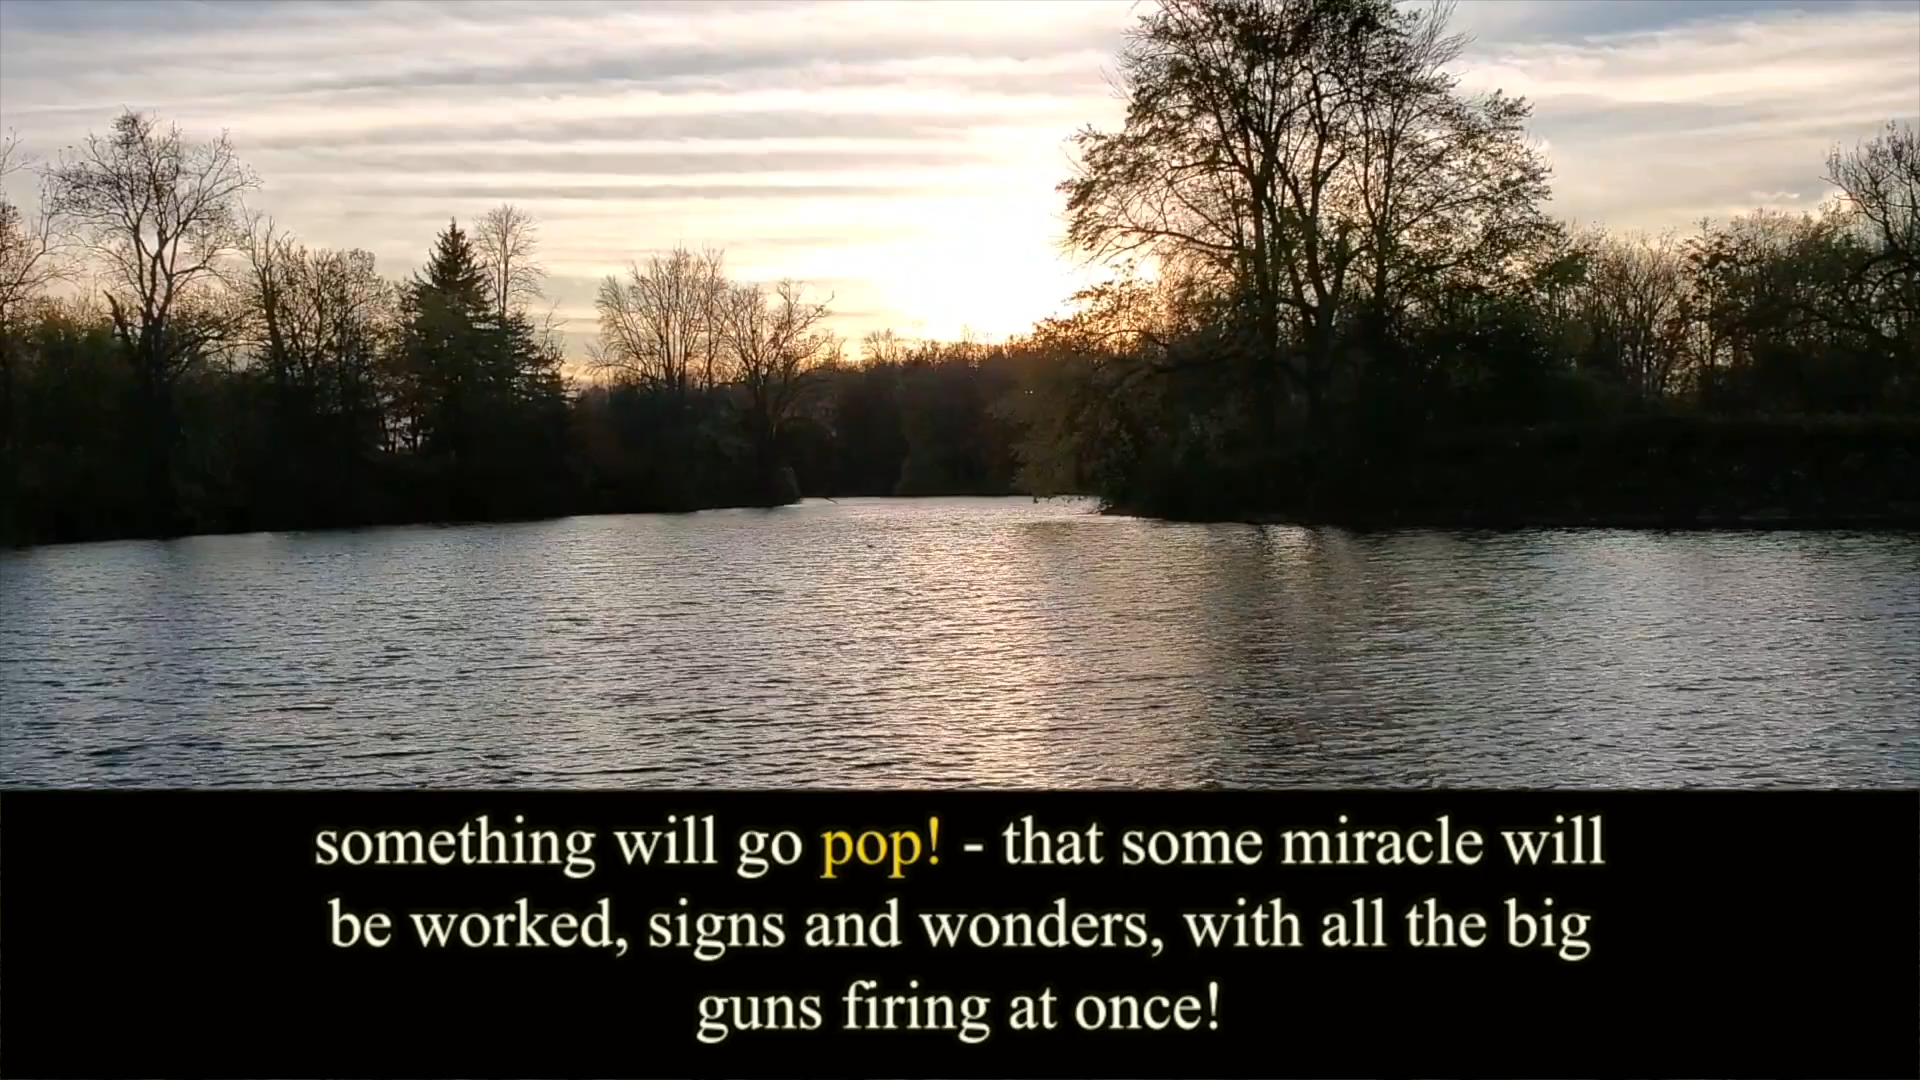 something will go pop! - that some miracle will
be worked, signs and wonders, with all the big
guns firing at once!